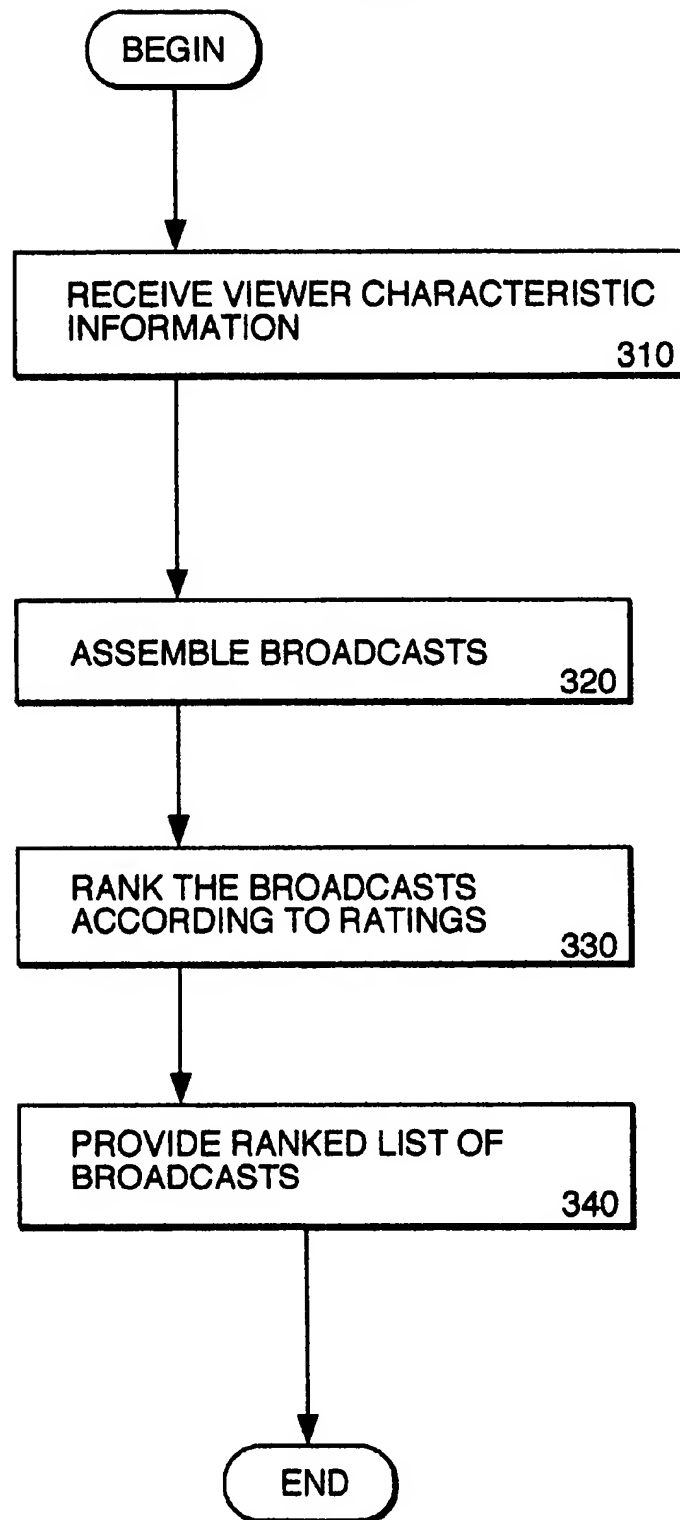 BEGIN
RECEIVE VIEWER CHARACTERISTIC
INFORMATION
310
ASSEMBLE BROADCASTS
320
RANK THE BROADCASTS
ACCORDING TO RATINGS
330
PROVIDE RANKED LIST OF
BROADCASTS
340
END